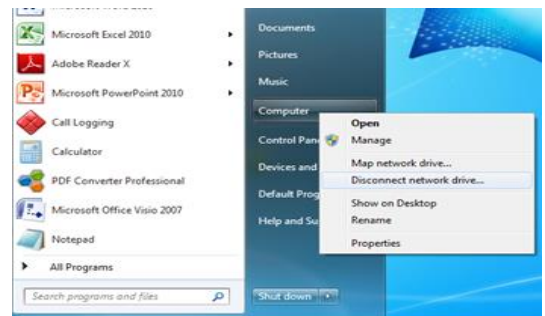 Microsoft Excel 2010
Adobe Reader X
Microsoft PowerPoint 2010
Call Logging
Calculator
PDF Converter Professional
Microsoft Office Visio 2007
Notepad
All Programs
Search programs and files
Documents
Pictures
Music
Computer
Control Pan
Devices and
Default Prog
Help and Su
Shut down
Open
Manage
Map network drive...
Disconnect network drive...
Show on Desktop
Rename
Properties